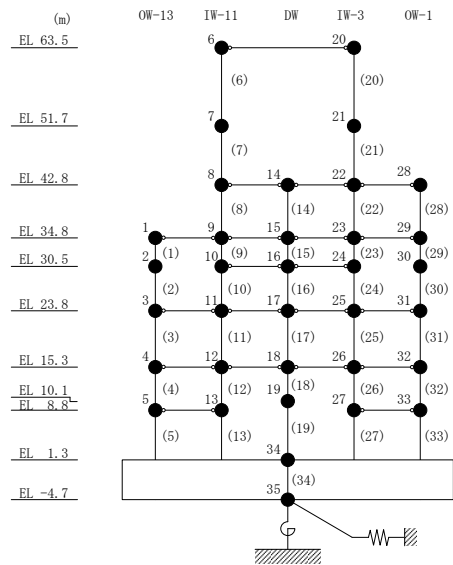 (m) OW-13 IW-11 DW IW-3 OW-1
EL 63.5 6 20
(6) (20)
EL 51.7 7 21
(7) (21)
EL 42.8 8 14 22 28
(8) (14) (22) (28)
EL 34.8 1 9 15 23 29
(1) (9) (15) (23) (29)
EL 30.5 2 10 16 24 30
(2) (10) (16) (24) (30)
EL 23.8 3 11 17 25 31
(3) (11) (17) (25) (31)
EL 15.3 4 12 18 26 32
(4) (12) (18) (26) (32)
EL 10.1 19
EL 8.8 5 13 27 33
(5) (13) (19) (27) (33)
EL 1.3 34
(34)
EL -4.7 35